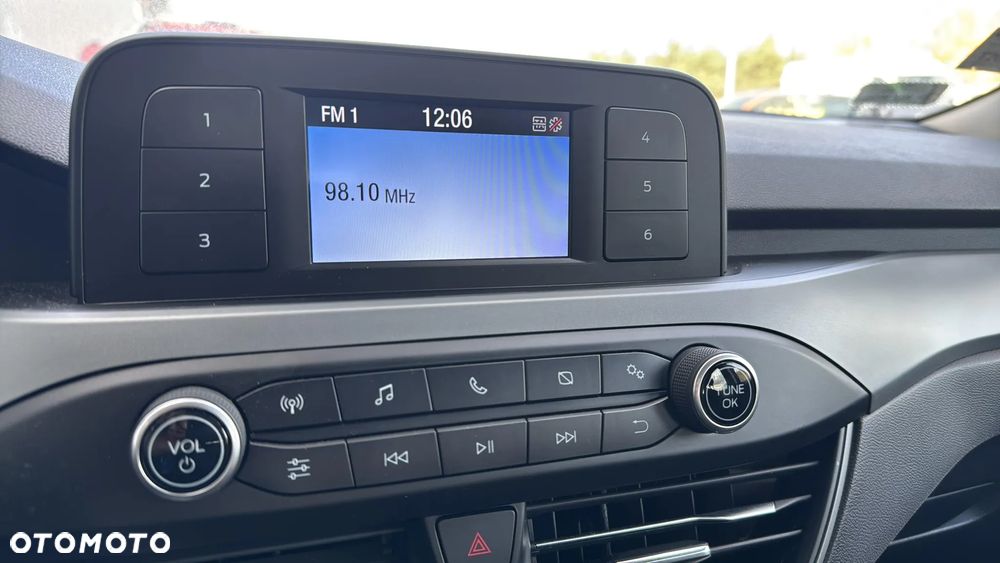 FM 1 12:06
98.10 MHz
1
2
3
4
5
6
VOL
TUNE
OK
OTOMOTO